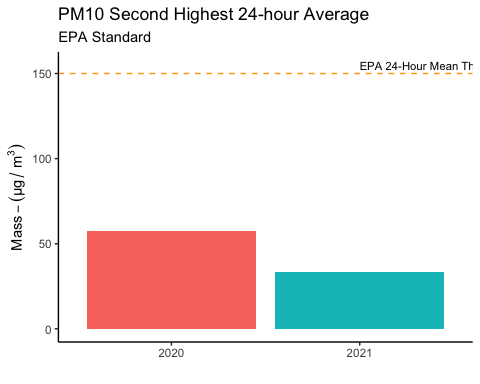 PM10 Second Highest 24-hour Average
EPA Standard
EPA 24-Hour Mean Th
150
100
50
0
Mass – (µg / m³)
2020
2021